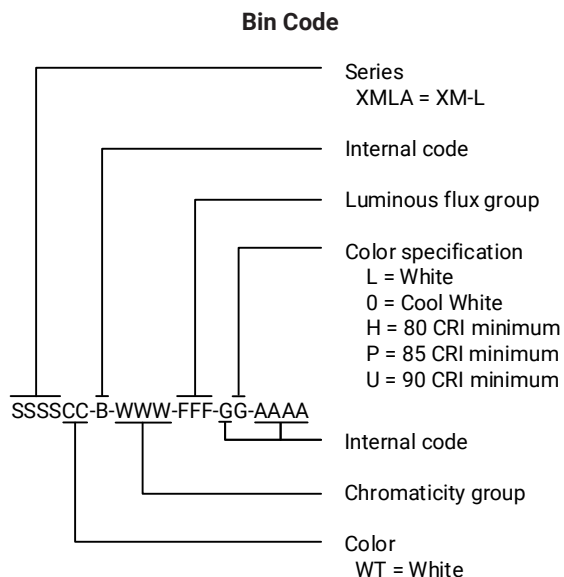 Bin Code
Series
XMLA = XM-L
Internal code
Luminous flux group
Color specification
L = White
0 = Cool White
H = 80 CRI minimum
P = 85 CRI minimum
U = 90 CRI minimum
SSSSCC-B-WWW-FFF-GG-AAAA
Internal code
Chromaticity group
Color
WT = White